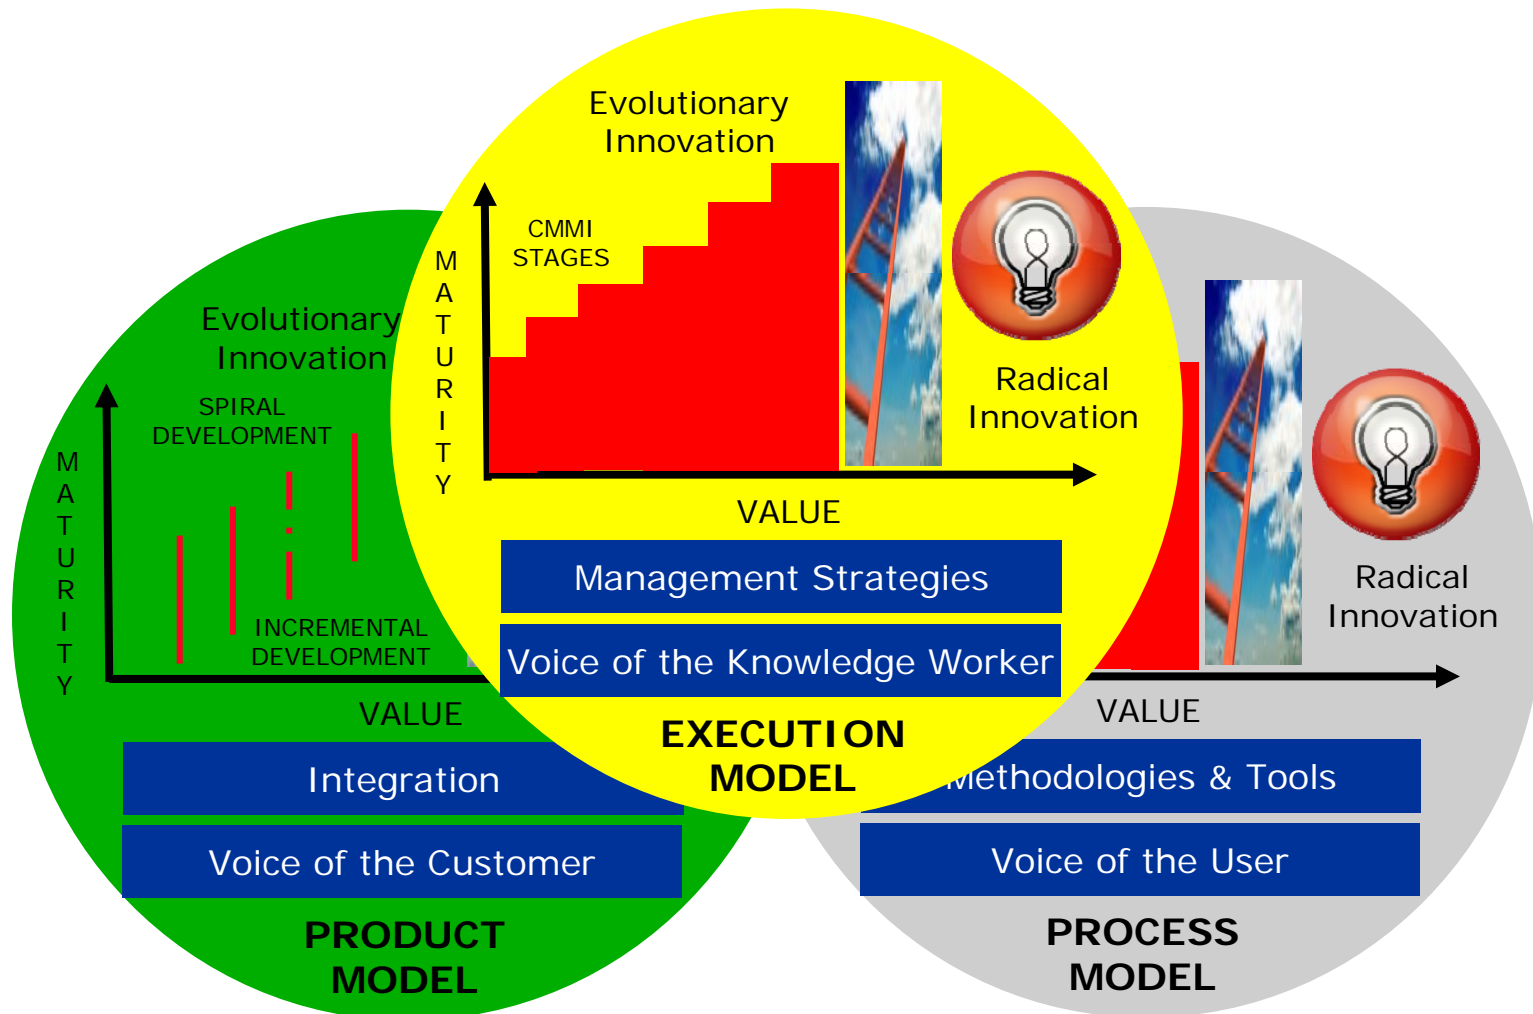 Evolutionary
Innovation
CMMI
STAGES
MATURITY
Radical
Innovation
VALUE
Management Strategies
Voice of the Knowledge Worker
EXECUTION
MODEL
Evolutionary
Innovation
SPIRAL
DEVELOPMENT
MATURITY
INCREMENTAL
DEVELOPMENT
VALUE
Integration
Voice of the Customer
PRODUCT
MODEL
Radical
Innovation
VALUE
Methodologies & Tools
Voice of the User
PROCESS
MODEL